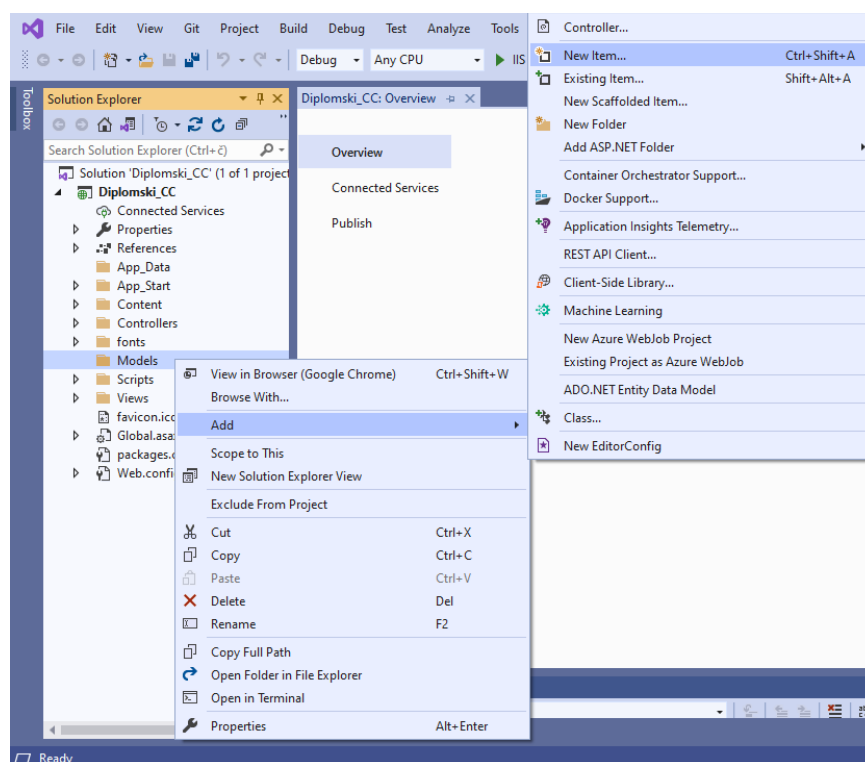 File Edit View Git Project Build Debug Test Analyze Tools
Debug Any CPU IIS
Toolbox
Solution Explorer
Search Solution Explorer (Ctrl+č)
Solution 'Diplomski_CC' (1 of 1 project
Diplomski_CC
Connected Services
Properties
References
App_Data
App_Start
Content
Controllers
fonts
Models
Scripts
Views
favicon.ico
Global.asa
packages.c
Web.confi
Diplomski_CC: Overview
Overview
Connected Services
Publish
View in Browser (Google Chrome) Ctrl+Shift+W
Browse With...
Add
Scope to This
New Solution Explorer View
Exclude From Project
Cut Ctrl+X
Copy Ctrl+C
Paste Ctrl+V
Delete Del
Rename F2
Copy Full Path
Open Folder in File Explorer
Open in Terminal
Properties Alt+Enter
Controller...
New Item... Ctrl+Shift+A
Existing Item... Shift+Alt+A
New Scaffolded Item...
New Folder
Add ASP.NET Folder
Container Orchestrator Support...
Docker Support...
Application Insights Telemetry...
REST API Client...
Client-Side Library...
Machine Learning
New Azure WebJob Project
Existing Project as Azure WebJob
ADO.NET Entity Data Model
Class...
New EditorConfig
Ready